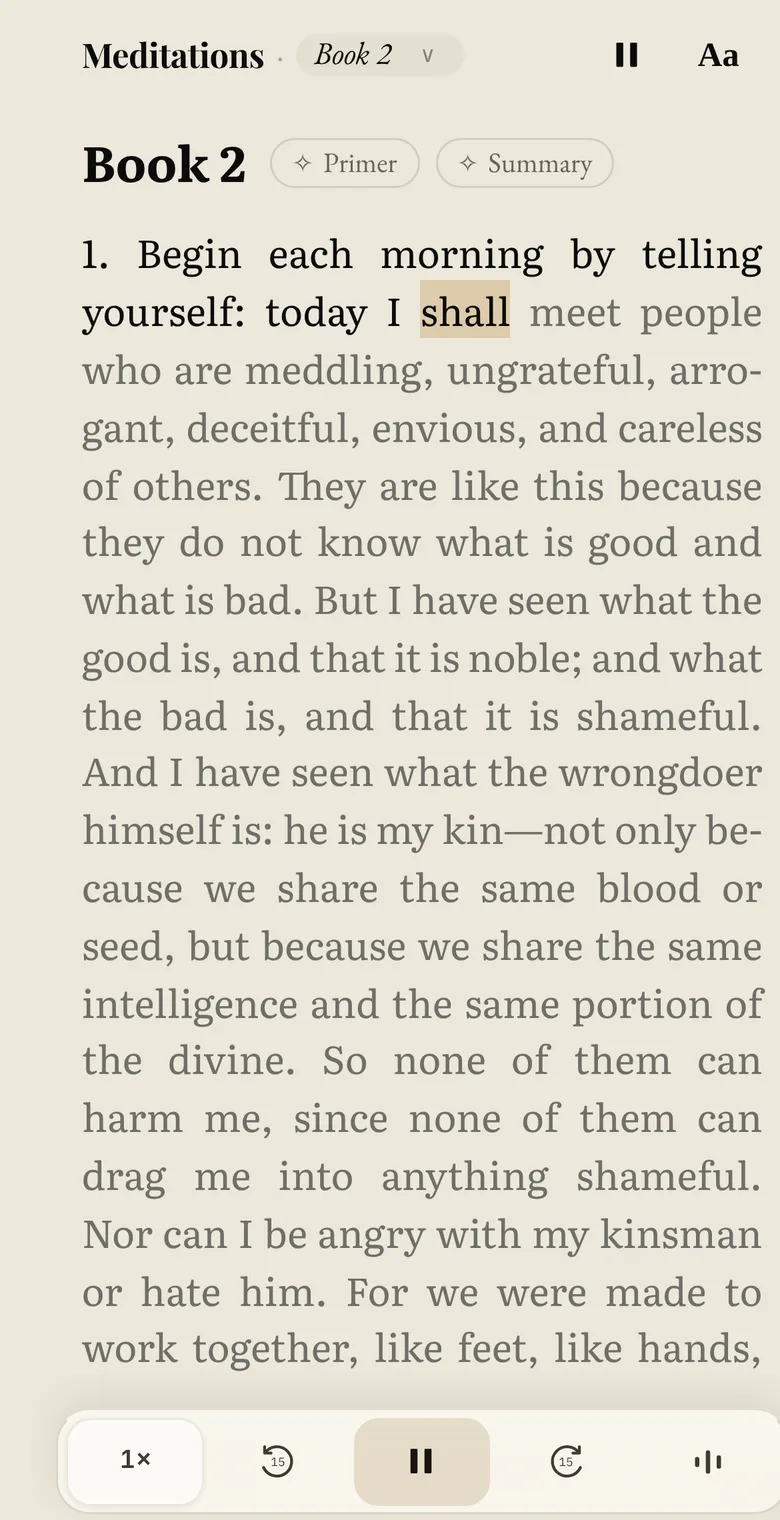 Meditations · Book 2 ∨ Aa
Book 2 ✧ Primer ✧ Summary
1. Begin each morning by telling
yourself: today I shall meet people
who are meddling, ungrateful, arro-
gant, deceitful, envious, and careless
of others. They are like this because
they do not know what is good and
what is bad. But I have seen what the
good is, and that it is noble; and what
the bad is, and that it is shameful.
And I have seen what the wrongdoer
himself is: he is my kin—not only be-
cause we share the same blood or
seed, but because we share the same
intelligence and the same portion of
the divine. So none of them can
harm me, since none of them can
drag me into anything shameful.
Nor can I be angry with my kinsman
or hate him. For we were made to
work together, like feet, like hands,
1× 15 15